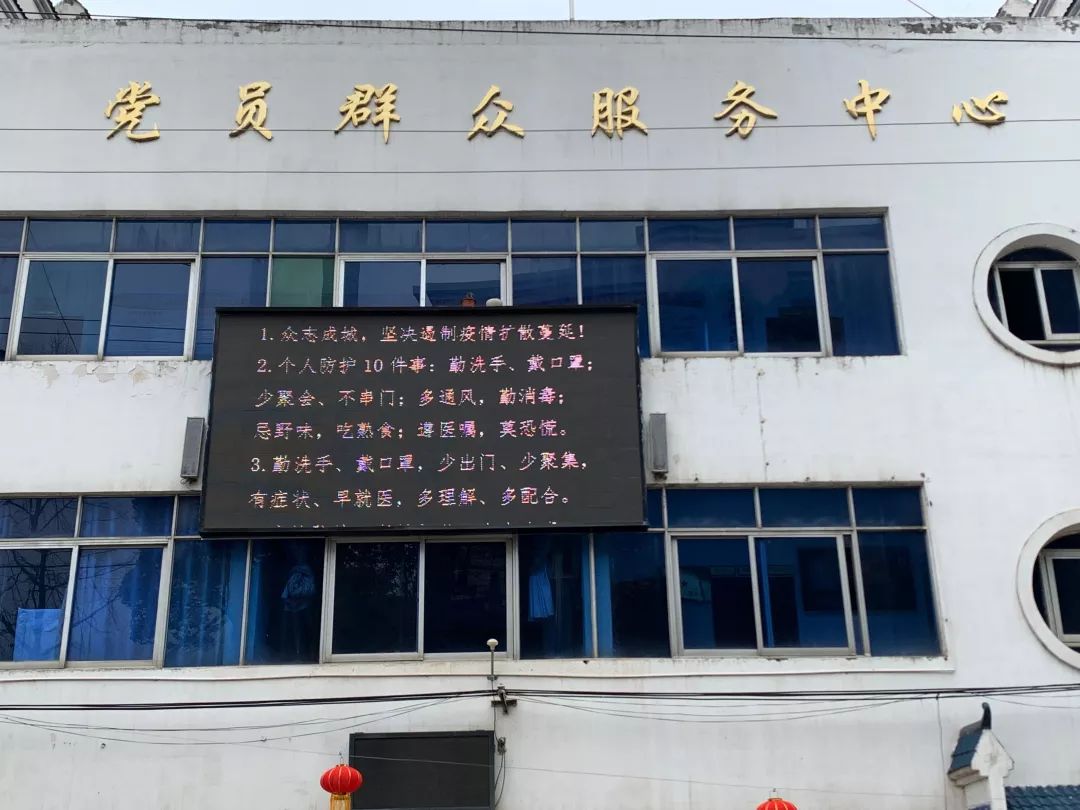 党员群众服务中心
1.众志成城，坚决遏制疫情扩散蔓延！
2.个人防护10件事：勤洗手、戴口罩；
少聚会、不串门；多通风，勤消毒；
忌野味，吃熟食；遵医嘱，莫恐慌。
3.勤洗手、戴口罩，少出门、少聚集，
有症状、早就医，多理解、多配合。